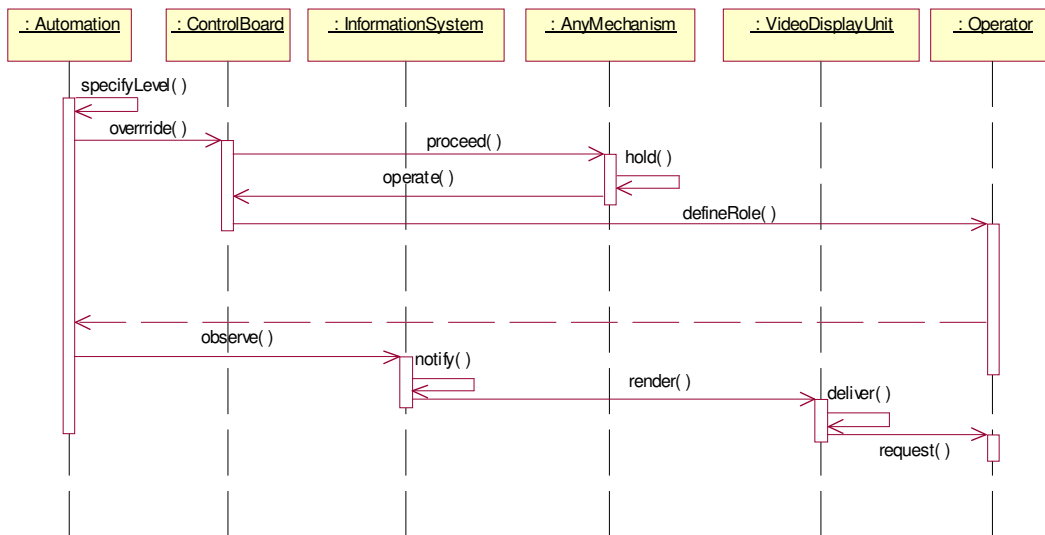 : Automation
: ControlBoard
: InformationSystem
: AnyMechanism
: VideoDisplayUnit
: Operator
specifyLevel( )
overrride( )
proceed( )
hold( )
operate( )
defineRole( )
observe( )
notify( )
render( )
deliver( )
request( )